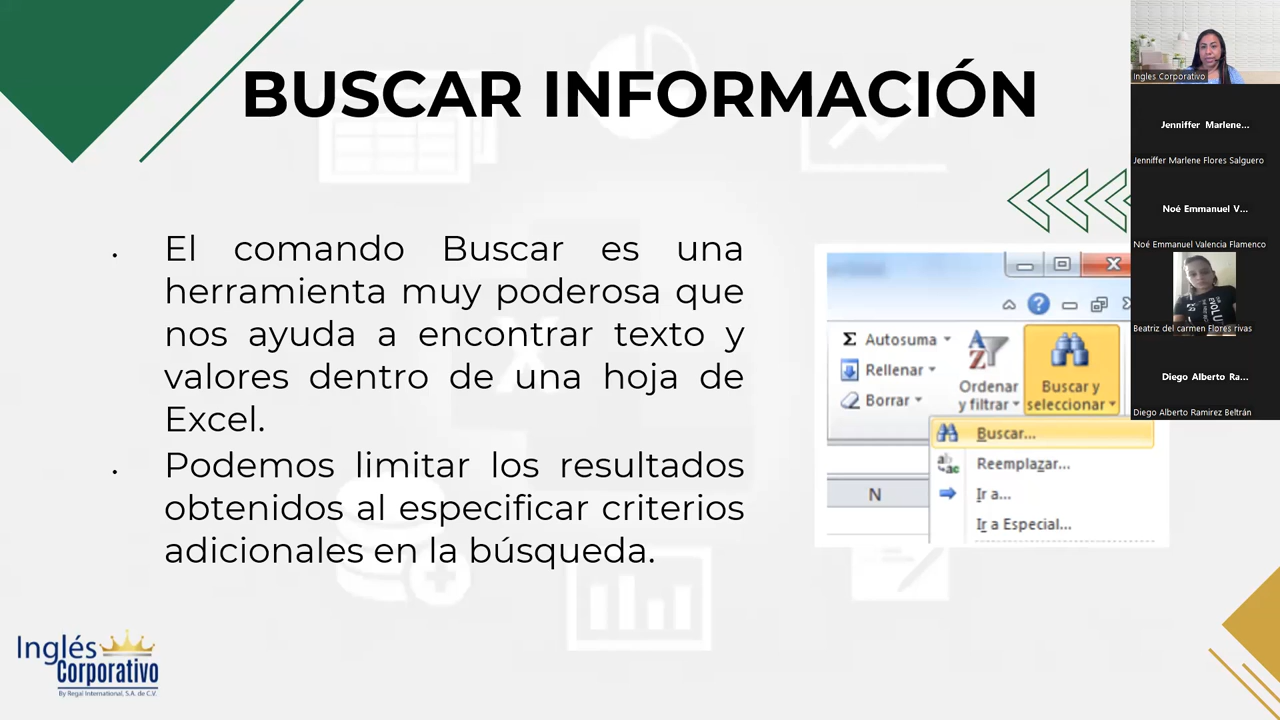 BUSCAR INFORMACIÓN
El comando Buscar es una
herramienta muy poderosa que
nos ayuda a encontrar texto y
valores dentro de una hoja de
Excel.
Podemos limitar los resultados
obtenidos al especificar criterios
adicionales en la búsqueda.
Autosuma
Rellenar
Borrar
Ordenar
y filtrar
Buscar y
seleccionar
Buscar...
Reemplazar...
Ir a...
Ir a Especial...
N
Ingles Corporativo
Jenniffer Marlene...
Jenniffer Marlene Flores Salguero
Noé Emmanuel V...
Noé Emmanuel Valencia Flamenco
Beatriz del carmen Flores rivas
Diego Alberto Ra...
Diego Alberto Ramirez Beltrán
Inglés
Corporativo
By Regal International, S.A. de C.V.